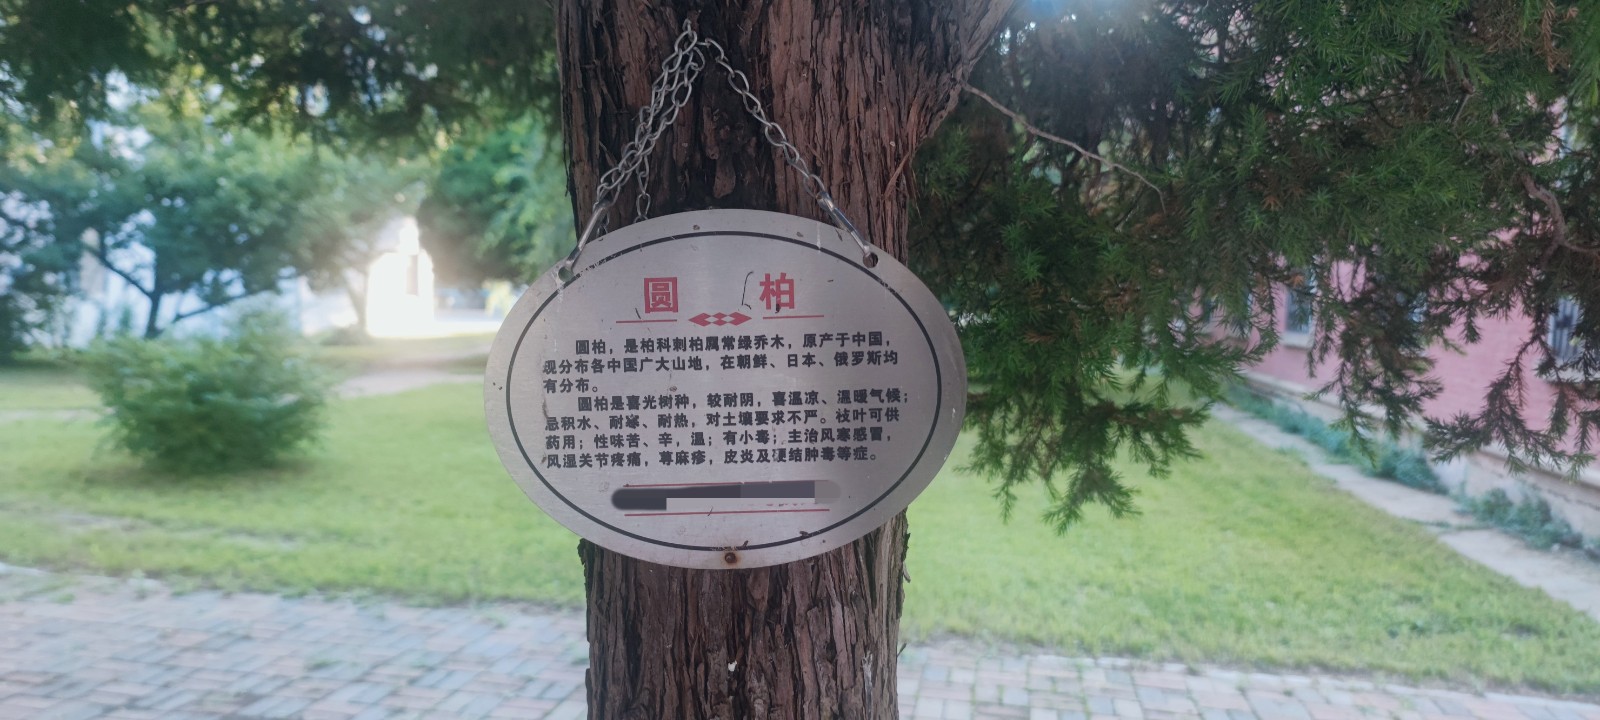 圆 柏
圆柏，是柏科刺柏属常绿乔木，原产于中国，
现分布各中国广大山地，在朝鲜、日本、俄罗斯均
有分布。
圆柏是喜光树种，较耐阴，喜温凉、温暖气候；
忌积水、耐寒、耐热，对土壤要求不严。枝叶可供
药用；性味苦、辛，温；有小毒；主治风寒感冒，
风湿关节疼痛，荨麻疹，皮炎及硬结肿毒等症。